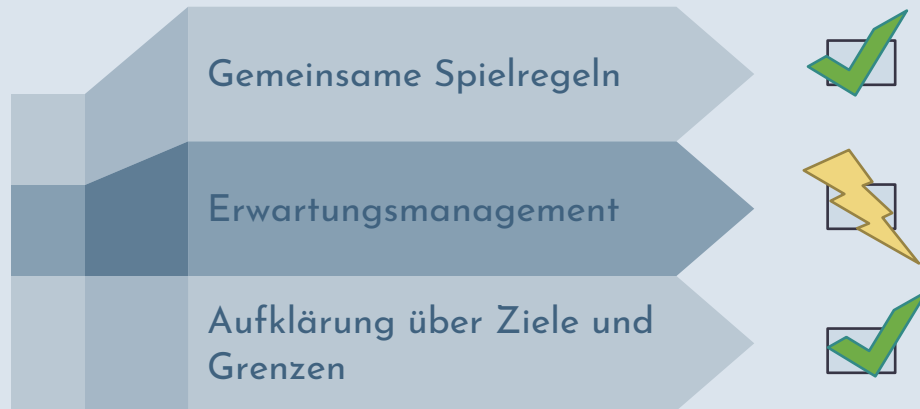 Gemeinsame Spielregeln
Erwartungsmanagement
Aufklärung über Ziele und
Grenzen